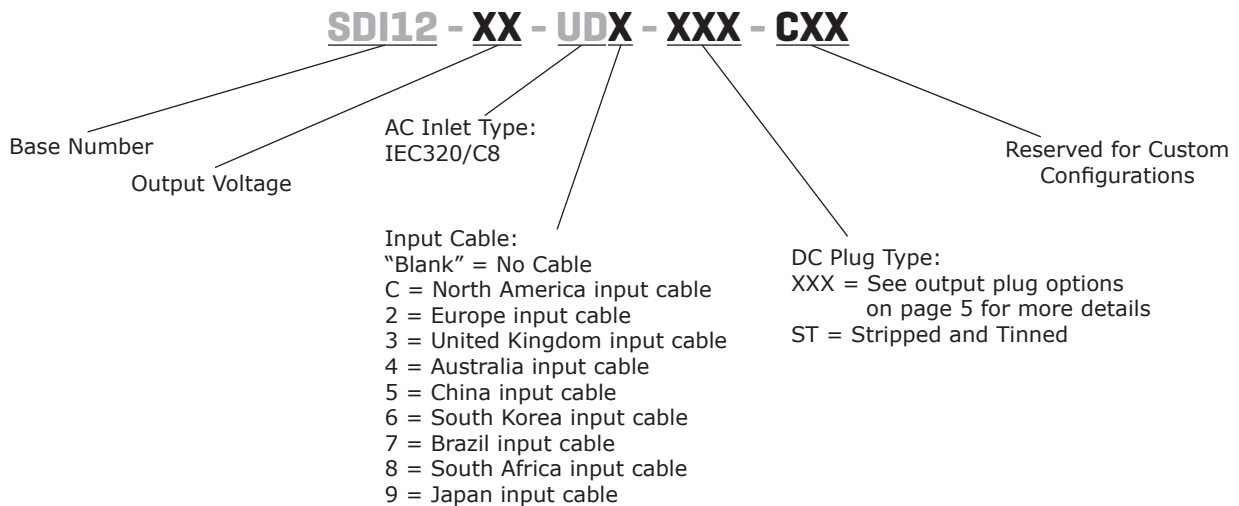 SDI12 - XX - UDX - XXX - CXX
Base Number
Output Voltage
AC Inlet Type:
IEC320/C8
Input Cable:
“Blank” = No Cable
C = North America input cable
2 = Europe input cable
3 = United Kingdom input cable
4 = Australia input cable
5 = China input cable
6 = South Korea input cable
7 = Brazil input cable
8 = South Africa input cable
9 = Japan input cable
DC Plug Type:
XXX = See output plug options
on page 5 for more details
ST = Stripped and Tinned
Reserved for Custom
Configurations